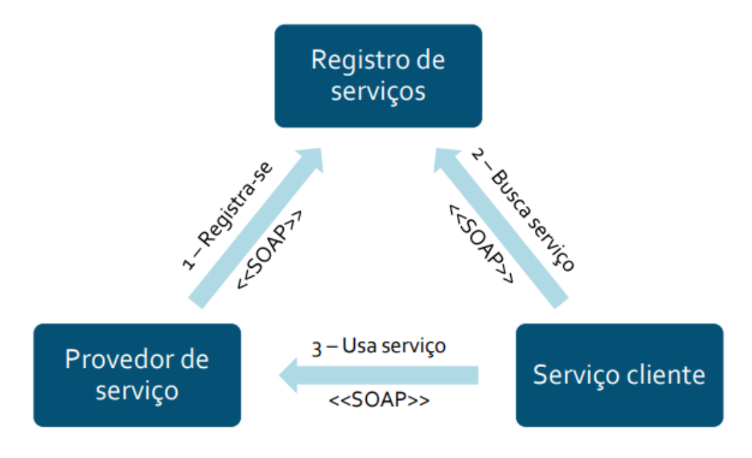 Registro de
serviços
1 – Registra-se
<<SOAP>>
2 – Busca serviço
<<SOAP>>
Provedor de
serviço
3 – Usa serviço
<<SOAP>>
Serviço cliente